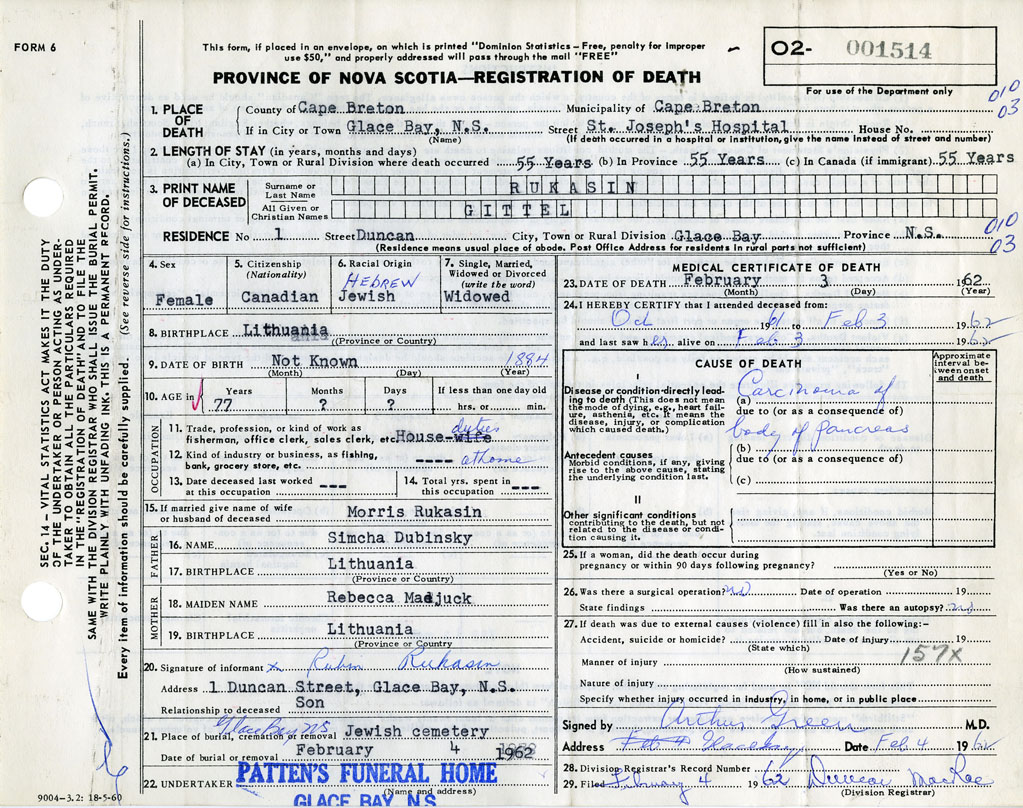 FORM 6
This form, if placed in an envelope, on which is printed "Dominion Statistics – Free, penalty for improper
use $50," and properly addressed will pass through the mail "FREE"
02- 001514
For use of the Department only
PROVINCE OF NOVA SCOTIA—REGISTRATION OF DEATH
010
03
1. PLACE OF DEATH
County of Cape Breton Municipality of Cape Breton
If in City or Town Glace Bay, N.S. Street St. Joseph's Hospital House No.
(Name) (If death occurred in a hospital or institution, give the name instead of street and number)
2. LENGTH OF STAY (in years, months and days)
(a) In City, Town or Rural Division where death occurred 55 Years (b) In Province 55 Years (c) In Canada (if immigrant) 55 Years
3. PRINT NAME OF DECEASED
Surname or Last Name RUKASIN
All Given or Christian Names GITTEL
010
03
RESIDENCE No 1 Street Duncan City, Town or Rural Division Glace Bay Province N.S.
(Residence means usual place of abode. Post Office Address for residents in rural parts not sufficient)
4. Sex
Female
5. Citizenship
(Nationality)
Canadian
6. Racial Origin
HEBREW
Jewish
7. Single, Married,
Widowed or Divorced
(write the word)
Widowed
8. BIRTHPLACE Lithuania
(Province or Country)
9. DATE OF BIRTH Not Known 1884
(Month) (Day) (Year)
10. AGE in Years Months Days If less than one day old
77 ? ? hrs. or min.
OCCUPATION
11. Trade, profession, or kind of work as duties
fisherman, office clerk, sales clerk, etc House-wife
12. Kind of industry or business, as fishing,
bank, grocery store, etc. ---- at home
13. Date deceased last worked
at this occupation ---
14. Total yrs. spent in
this occupation ---
15. If married give name of wife
or husband of deceased Morris Rukasin
FATHER
16. NAME Simcha Dubinsky
17. BIRTHPLACE Lithuania
(Province or Country)
MOTHER
18. MAIDEN NAME Rebecca Madjuck
19. BIRTHPLACE Lithuania
(Province or Country)
20. Signature of informant x Rukasin
Address 1 Duncan Street, Glace Bay, N.S.
Relationship to deceased Son
Glace Bay NS
21. Place of burial, cremation or removal Jewish cemetery
Date of burial or removal February 4 1962
22. UNDERTAKER PATTEN'S FUNERAL HOME
(Name and address)
GLACE BAY, N.S.
9004-3.2: 18-5-60
MEDICAL CERTIFICATE OF DEATH
23. DATE OF DEATH February 3 1962
(Month) (Day) (Year)
24. I HEREBY CERTIFY that I attended deceased from:
Oct 1961 to Feb 3 1962
and last saw her alive on Feb 3 1962
CAUSE OF DEATH
Approximate
interval be-
tween onset
and death
I
Disease or condition directly lead-
ing to death (This does not mean
the mode of dying, e.g., heart fail-
ure, asthenia, etc. It means the
disease, injury, or complication
which caused death.)
(a) Carcinoma of
due to (or as a consequence of)
body of pancreas
Antecedent causes
Morbid conditions, if any, giving
rise to the above cause, stating
the underlying condition last.
(b)
due to (or as a consequence of)
(c)
II
Other significant conditions
contributing to the death, but not
related to the disease or condi-
tion causing it.
25. If a woman, did the death occur during
pregnancy or within 90 days following pregnancy?
(Yes or No)
26. Was there a surgical operation? no Date of operation 19
State findings Was there an autopsy? no
27. If death was due to external causes (violence) fill in also the following:-
Accident, suicide or homicide? Date of injury 19
(State which)
157X
Manner of injury
(How sustained)
Nature of injury
Specify whether injury occurred in industry, in home, or in public place
Signed by Arthur Green M.D.
Address Glace Bay Date Feb 4 1962
28. Division Registrar's Record Number
29. Filed February 4 1962 Duncan MacRae
(Division Registrar)
SEC. 14 – VITAL STATISTICS ACT MAKES IT THE DUTY
OF THE UNDERTAKER OR PERSON ACTING AS UNDER-
TAKER TO OBTAIN ALL THE PARTICULARS REQUIRED
IN THE "REGISTRATION OF DEATH" AND TO FILE THE
SAME WITH THE DIVISION REGISTRAR WHO SHALL ISSUE THE BURIAL PERMIT.
WRITE PLAINLY WITH UNFADING INK. THIS IS A PERMANENT RECORD.
Every item of information should be carefully supplied. (See reverse side for instructions.)